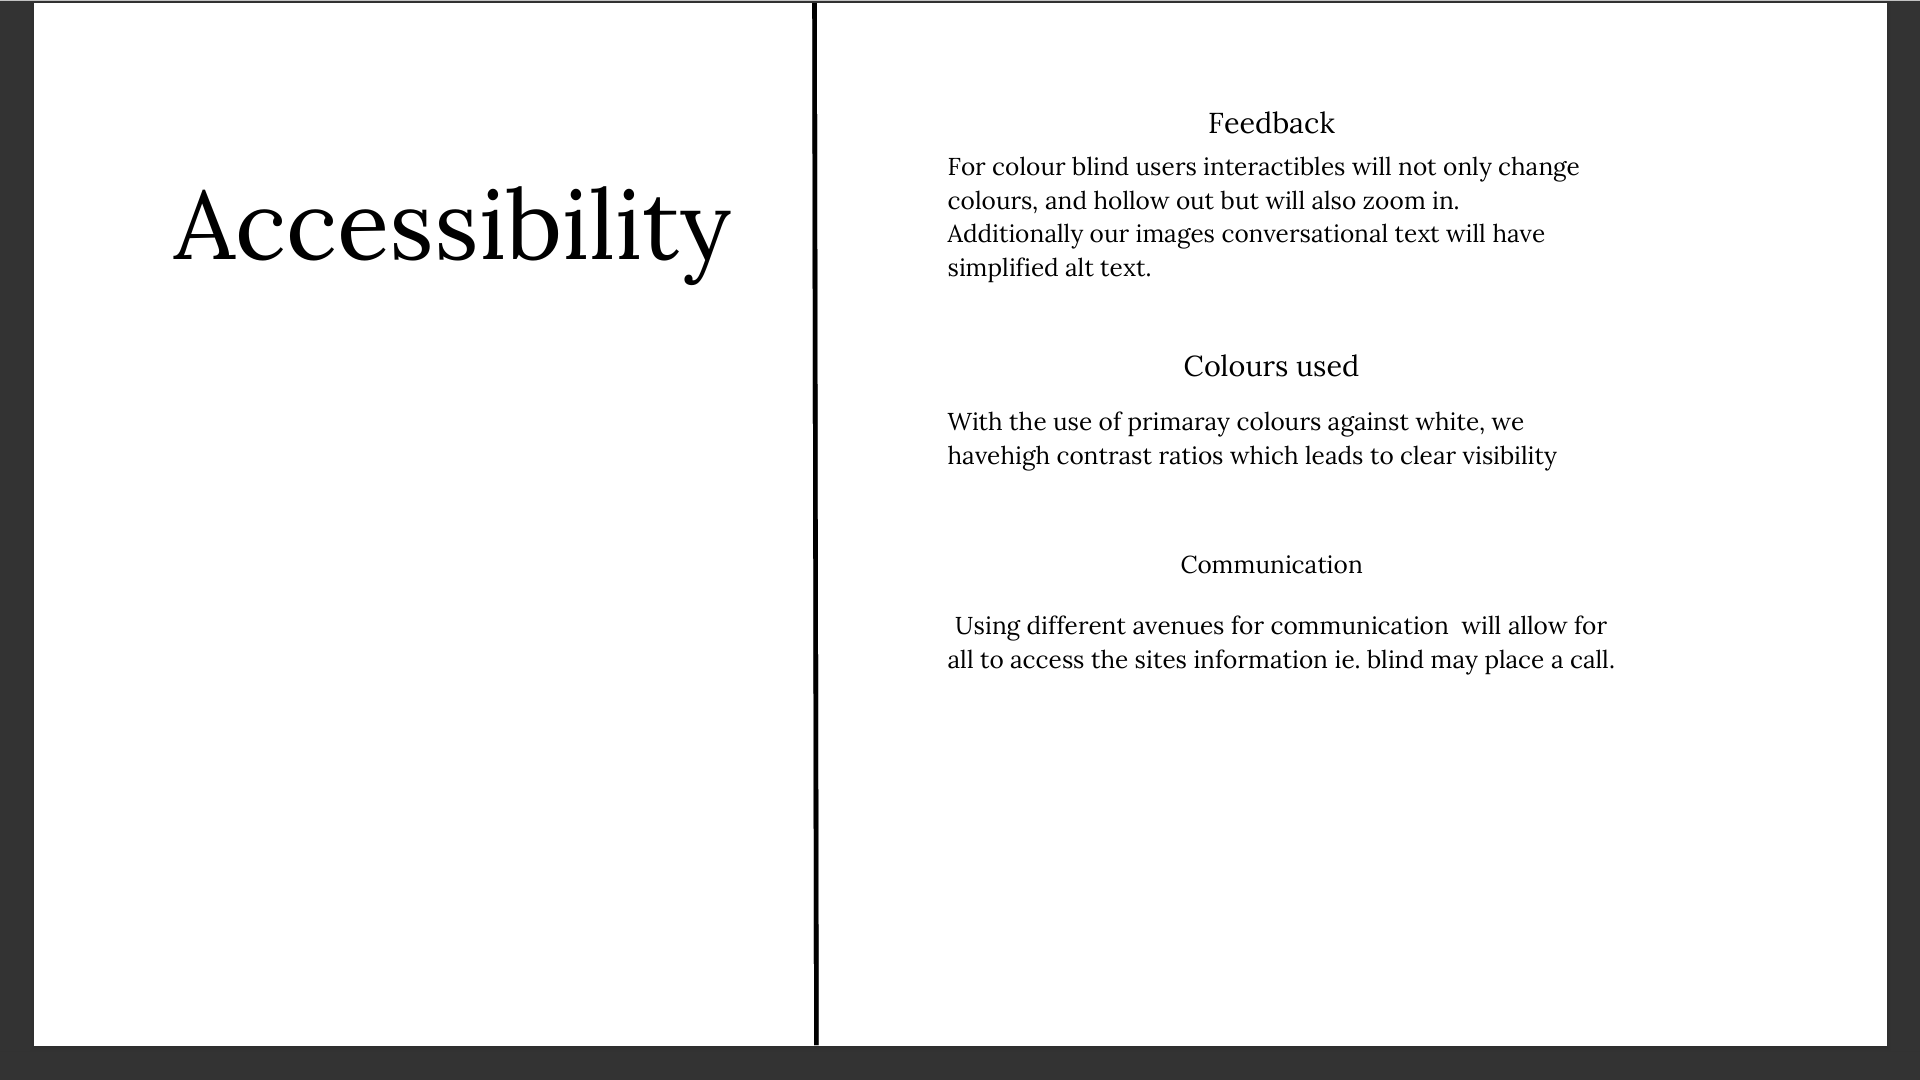 Accessibility
Feedback
For colour blind users interactibles will not only change
colours, and hollow out but will also zoom in.
Additionally our images conversational text will have
simplified alt text.
Colours used
With the use of primaray colours against white, we
havehigh contrast ratios which leads to clear visibility
Communication
Using different avenues for communication  will allow for
all to access the sites information ie. blind may place a call.